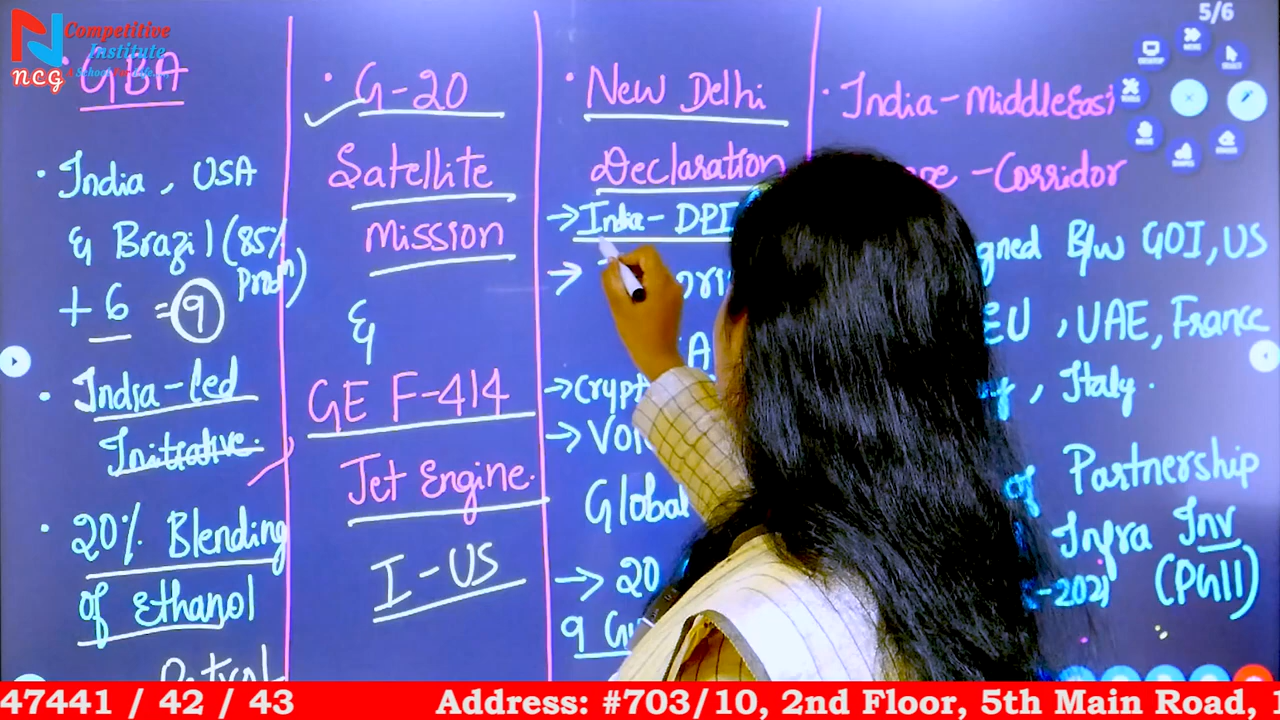 5/6
Competitive
Institute
ncg
GBA
India, USA
& Brazil (85%
Prodn)
+ 6 = 9
India-led
Initiative.
20% Blending
of Ethanol
G-20
Satellite
Mission
&
GE F-414
Jet Engine.
I-US
New Delhi
Declaration
→ India-DPI
→
→ Crypt
→
Global
→ 20
9
India-Middle East
-Corridor
B/w GOI, US
EU, UAE, France
, Italy.
of Partnership
Infra Inv
-2021 (PGII)
47441 / 42 / 43
Address: #703/10, 2nd Floor, 5th Main Road,